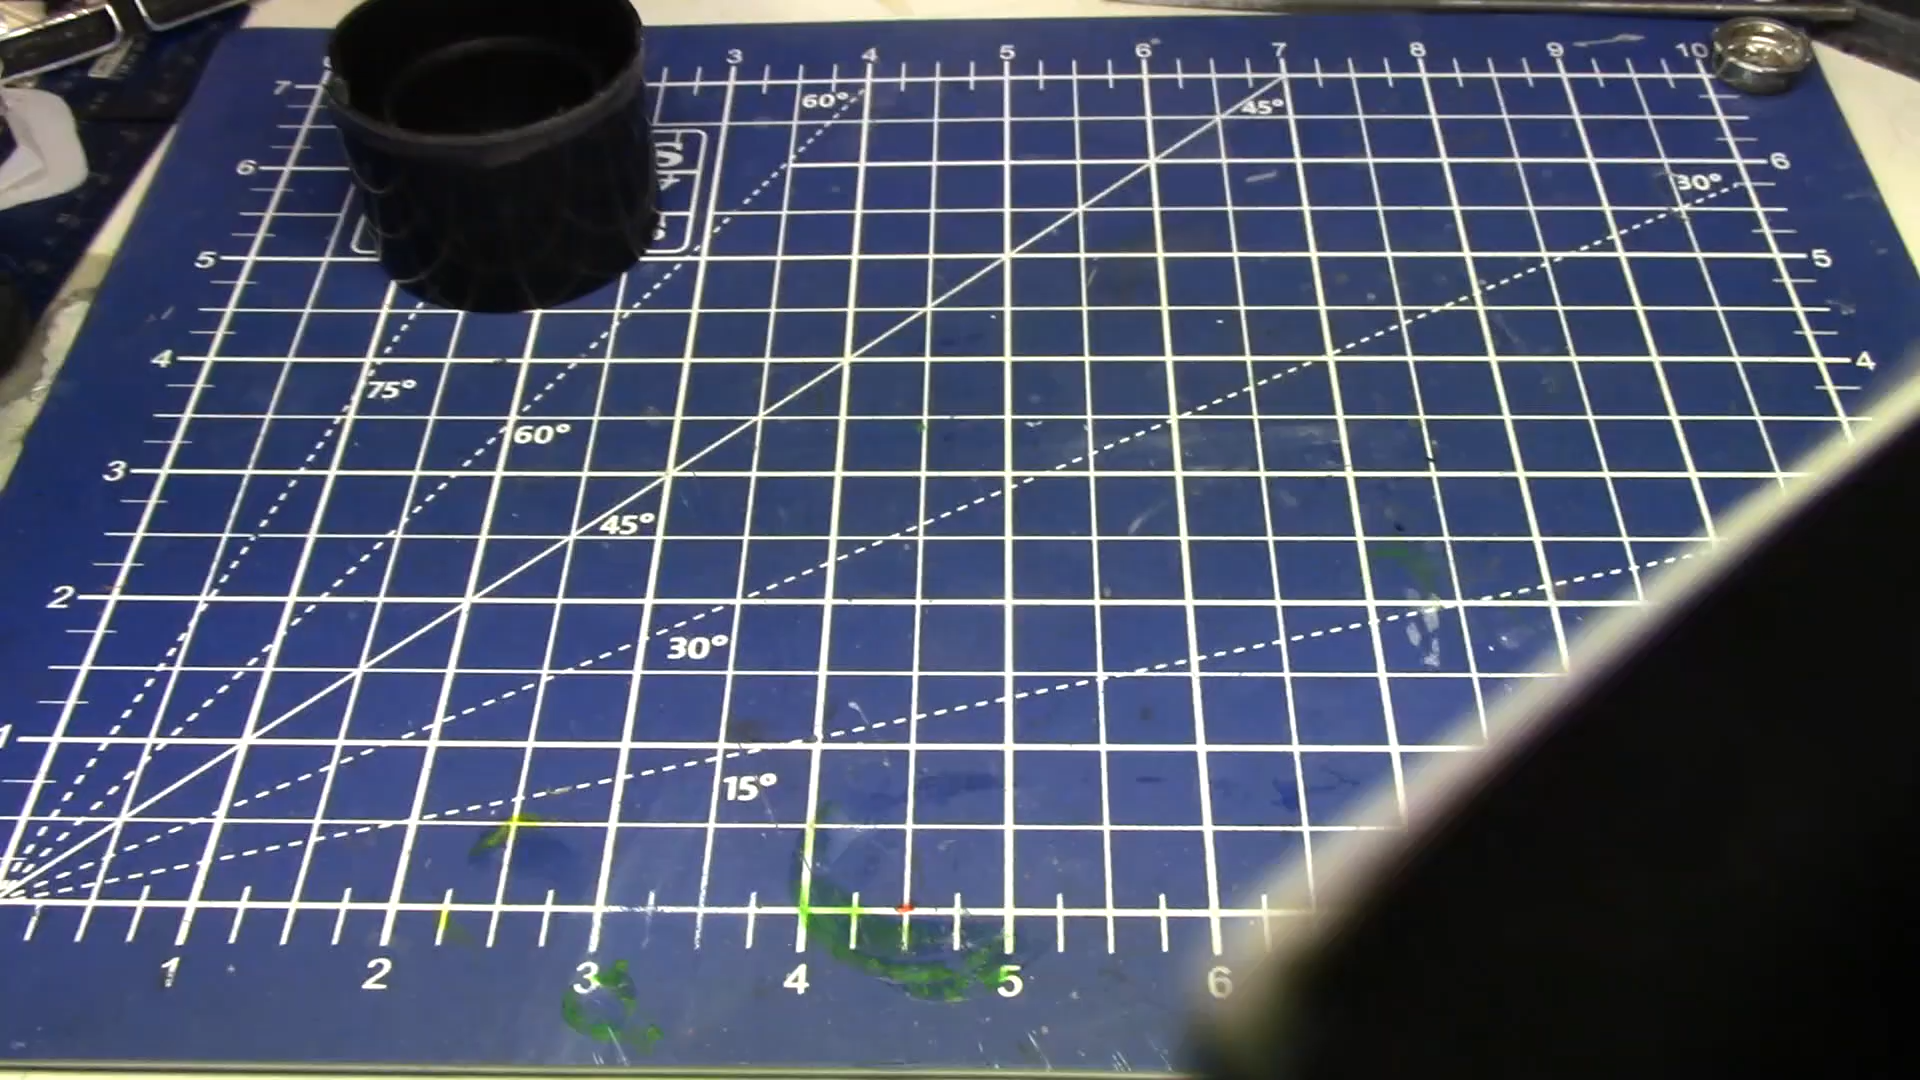 3 4 5 6 7 8 9 10
7 60° 45°
6 30° 6
5 5
4 75° 4
60°
3 45°
2 30°
1 15°
1 2 3 4 5 6